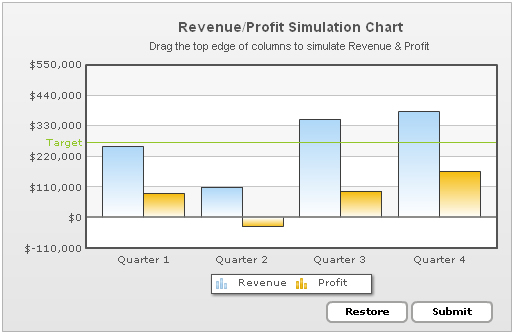 Revenue/Profit Simulation Chart
Drag the top edge of columns to simulate Revenue & Profit
$550,000
$440,000
$330,000
Target
$220,000
$110,000
$0
$-110,000
Quarter 1 Quarter 2 Quarter 3 Quarter 4
Revenue Profit
Restore Submit